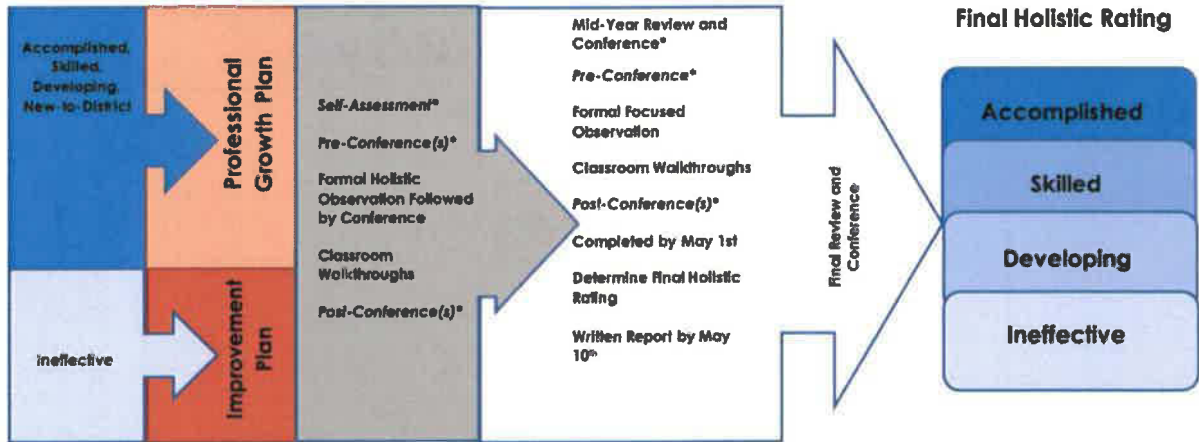 Accomplished,
Skilled,
Developing,
New-to-District
Ineffective
Professional
Growth Plan
Improvement
Plan
Self-Assessment*
Pre-Conference(s)*
Formal Holistic
Observation Followed
by Conference
Classroom
Walkthroughs
Post-Conference(s)*
Mid-Year Review and
Conference*
Pre-Conference*
Formal Focused
Observation
Classroom Walkthroughs
Post-Conference(s)*
Completed by May 1st
Determine Final Holistic
Rating
Written Report by May
10th
Final Review and
Conference
Final Holistic Rating
Accomplished
Skilled
Developing
Ineffective